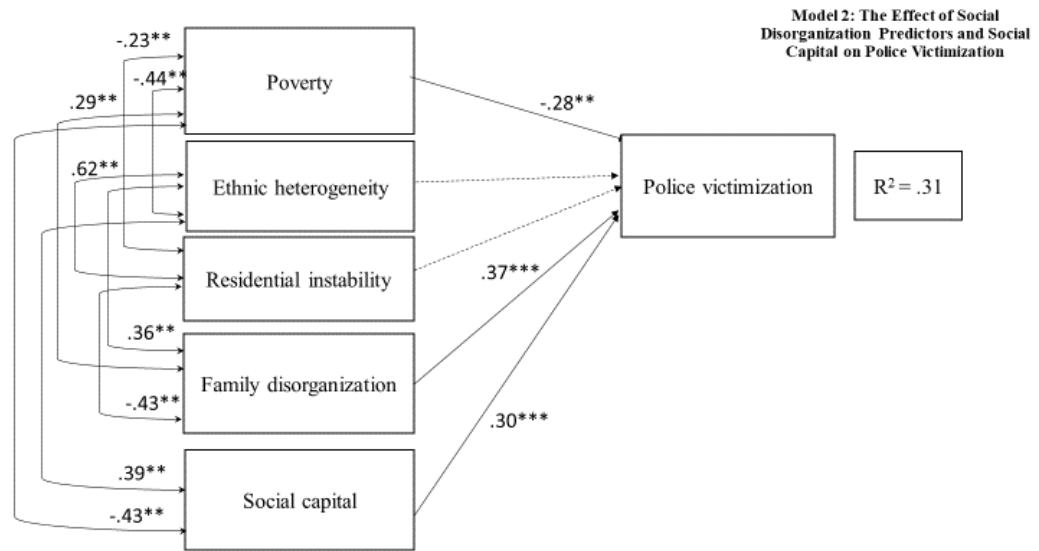 Model 2: The Effect of Social
Disorganization Predictors and Social
Capital on Police Victimization
-.23**
-.44**
Poverty
.29**
-.28**
.62**
Ethnic heterogeneity
Police victimization
R² = .31
Residential instability
.37***
.36**
Family disorganization
-.43**
.30***
.39**
Social capital
-.43**